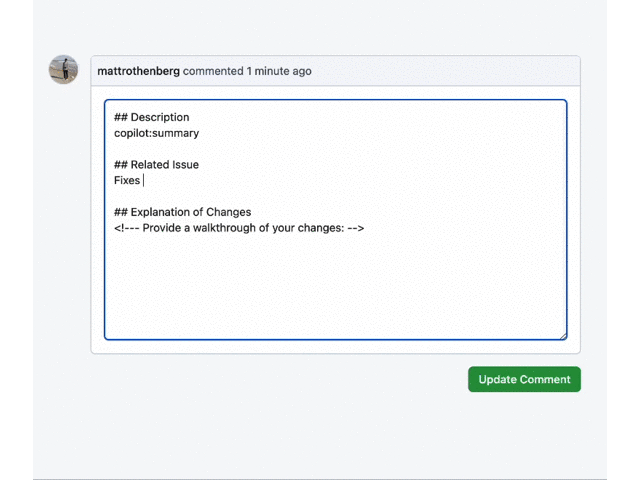 mattrothenberg commented 1 minute ago
## Description
copilot:summary
## Related Issue
Fixes
## Explanation of Changes
<!--- Provide a walkthrough of your changes: -->
Update Comment